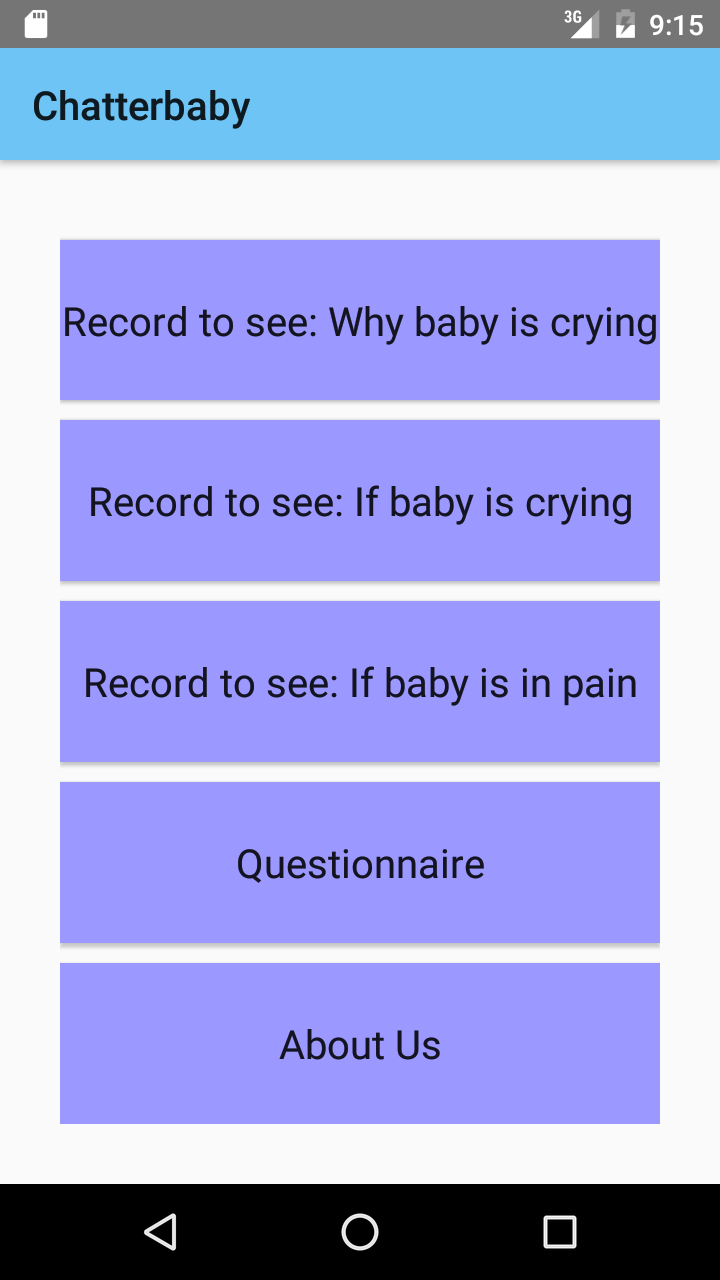 3G 9:15
Chatterbaby
Record to see: Why baby is crying
Record to see: If baby is crying
Record to see: If baby is in pain
Questionnaire
About Us